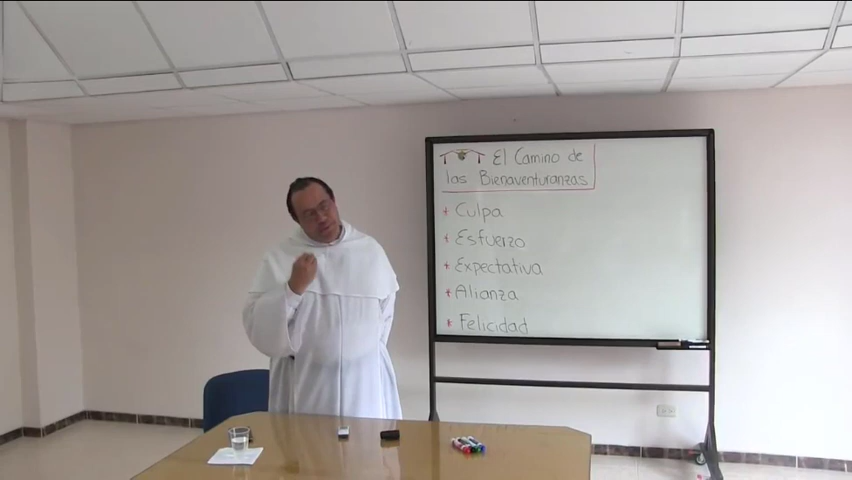 El Camino de
las Bienaventuranzas
* Culpa
* Esfuerzo
* Expectativa
* Alianza
* Felicidad